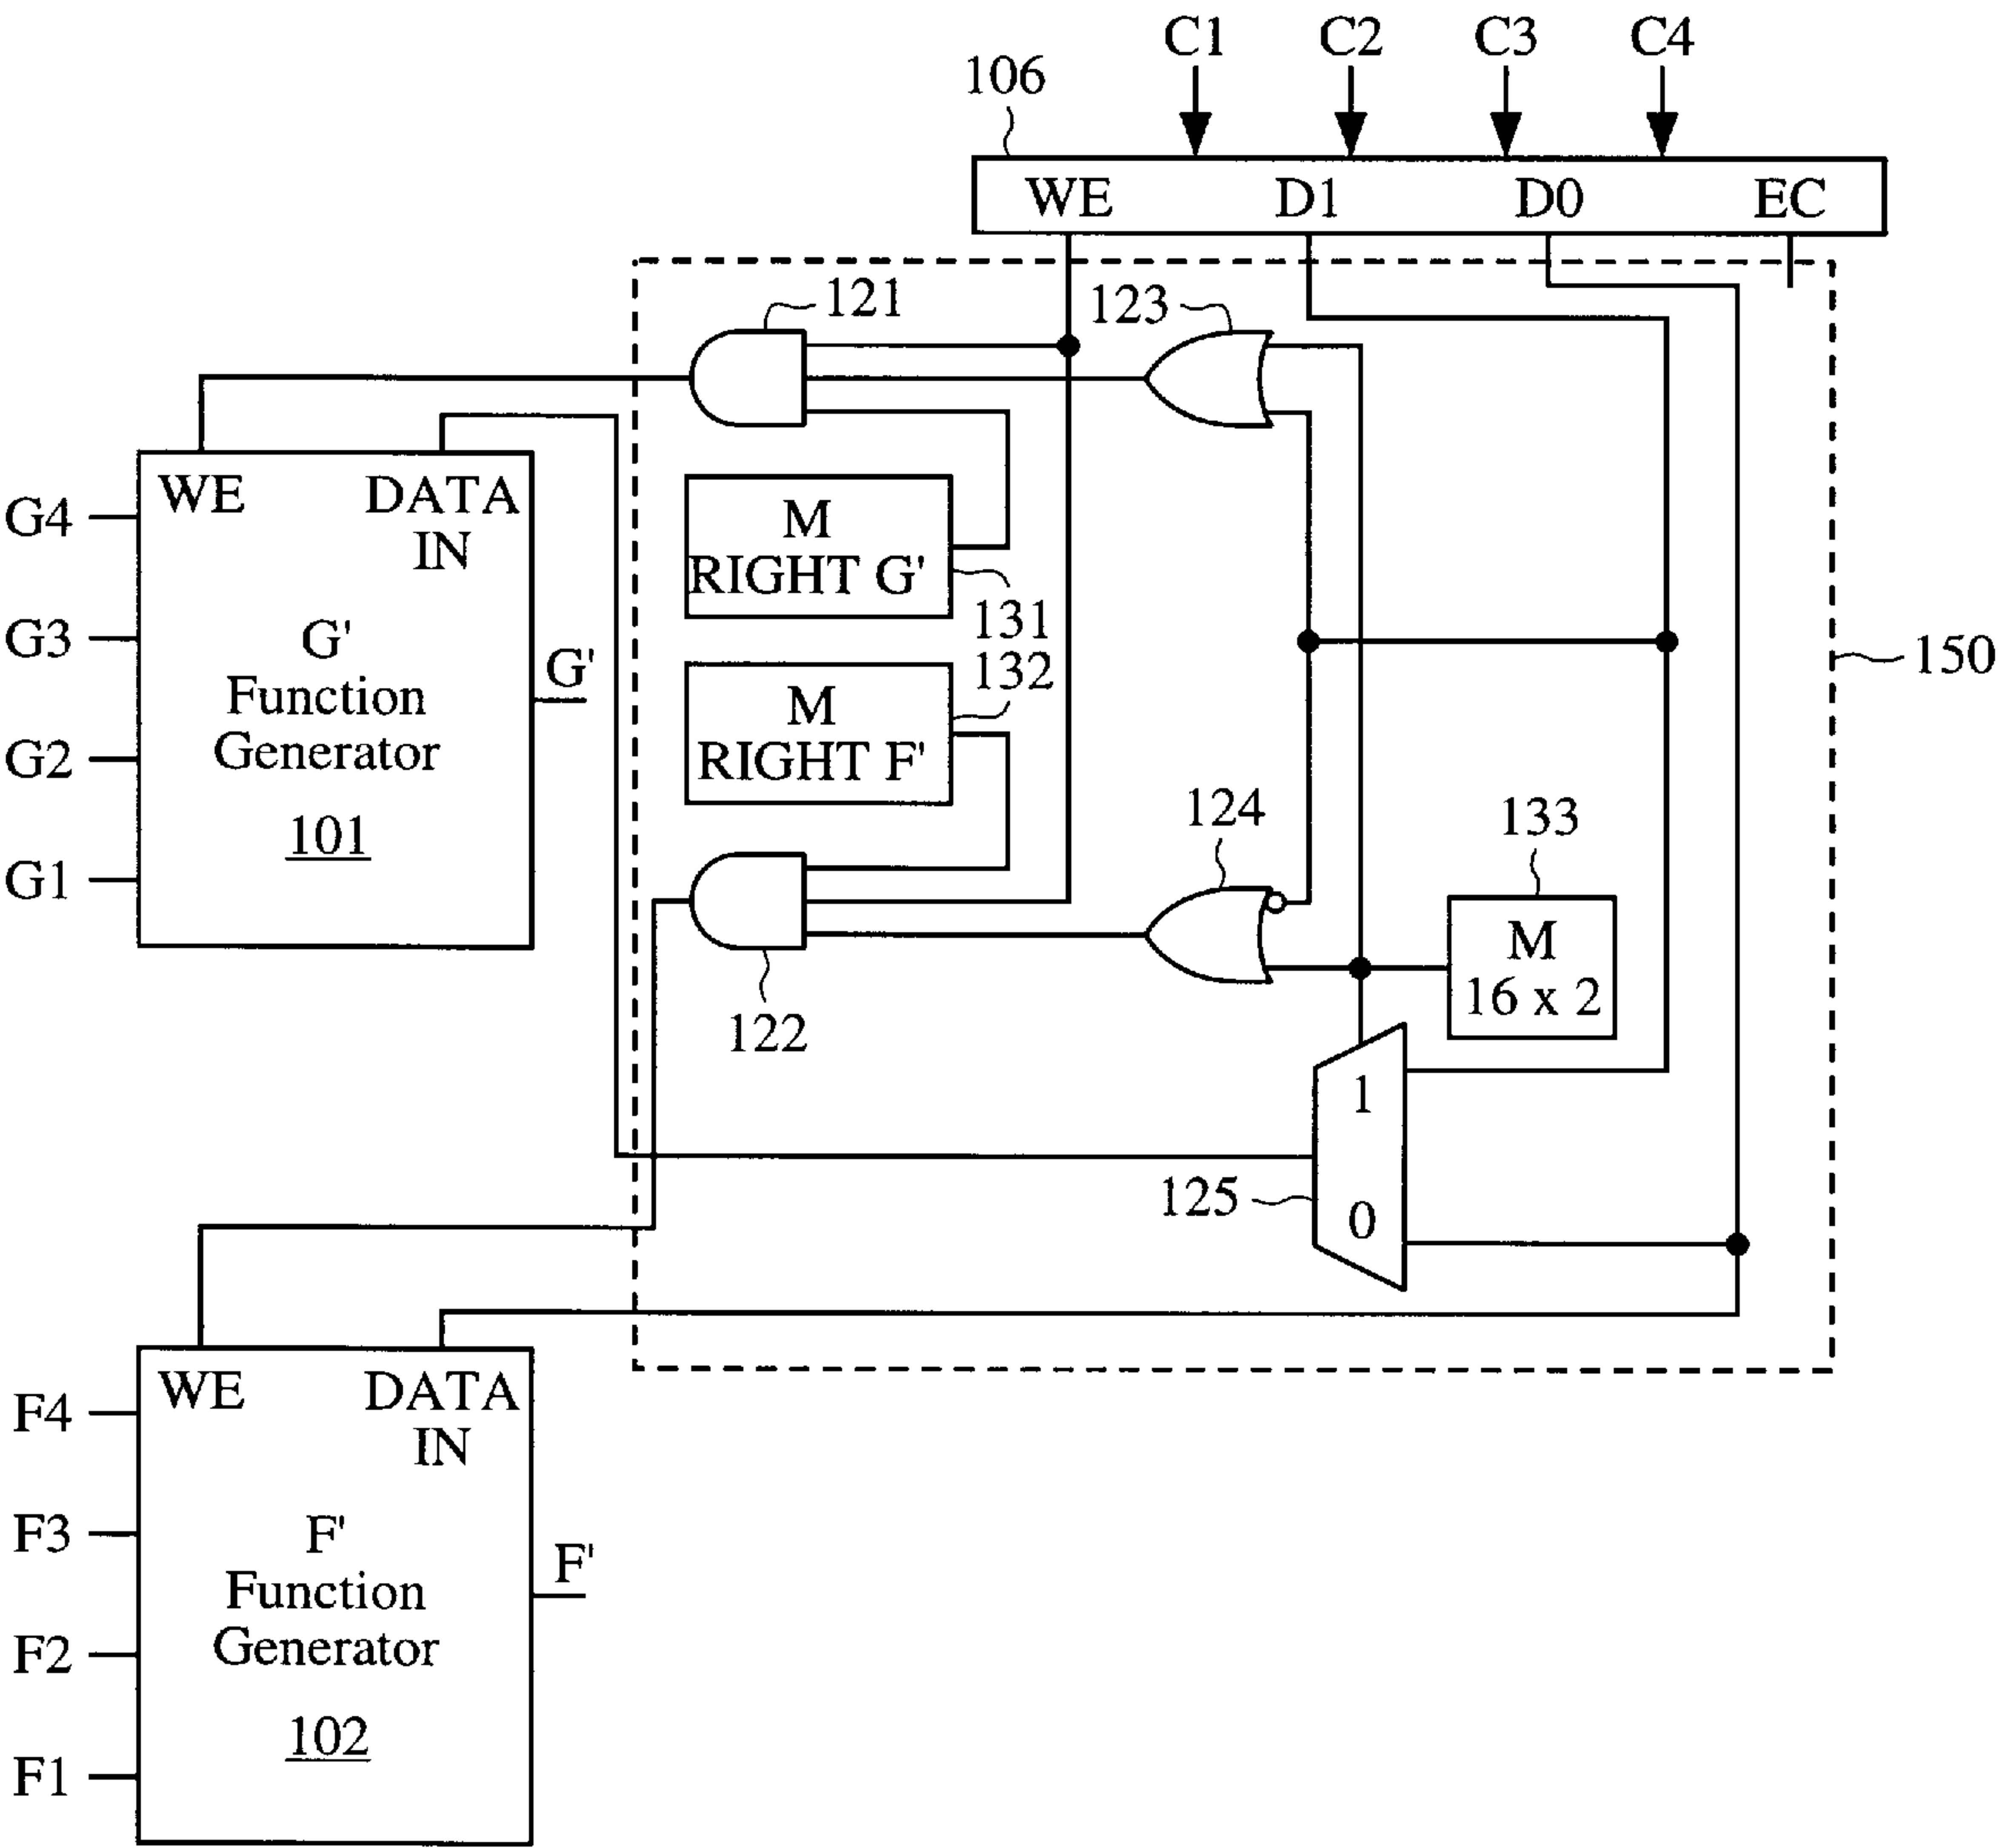 C1 C2 C3 C4
106
WE D1 D0 EC
121
123
WE DATA
IN
G4
G3
G2
G1
G'
Function
Generator
101
G'
M
RIGHT G'
131
132
M
RIGHT F'
150
124
133
M
16 x 2
122
1
125
0
WE DATA
IN
F4
F3
F2
F1
F'
Function
Generator
102
F'